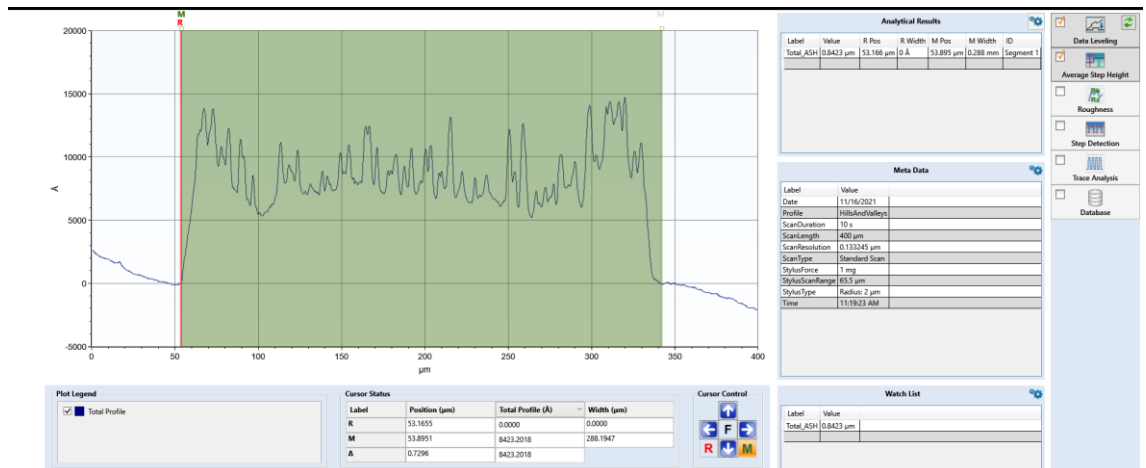 M
R
M
20000
15000
10000
5000
0
-5000
Å
0 50 100 150 200 250 300 350 400
µm
Analytical Results
Label Value R Pos R Width M Pos M Width ID
Total_ASH 0.8423 µm 53.166 µm 0 Å 53.895 µm 0.288 mm Segment 1
Meta Data
Label Value
Date 11/16/2021
Profile HillsAndValleys
ScanDuration 10 s
ScanLength 400 µm
ScanResolution 0.133245 µm
ScanType Standard Scan
StylusForce 1 mg
StylusScanRange 65.5 µm
StylusType Radius: 2 µm
Time 11:19:23 AM
Data Leveling
Average Step Height
Roughness
Step Detection
Trace Analysis
Database
Plot Legend
Total Profile
Cursor Status
Label Position (µm) Total Profile (Å) Width (µm)
R 53.1655 0.0000 0.0000
M 53.8951 8423.2018 288.1947
Δ 0.7296 8423.2018
Cursor Control
F
R M
Watch List
Label Value
Total_ASH 0.8423 µm